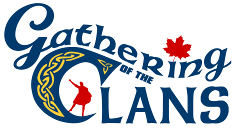 Gathering
OF THE
CLANS